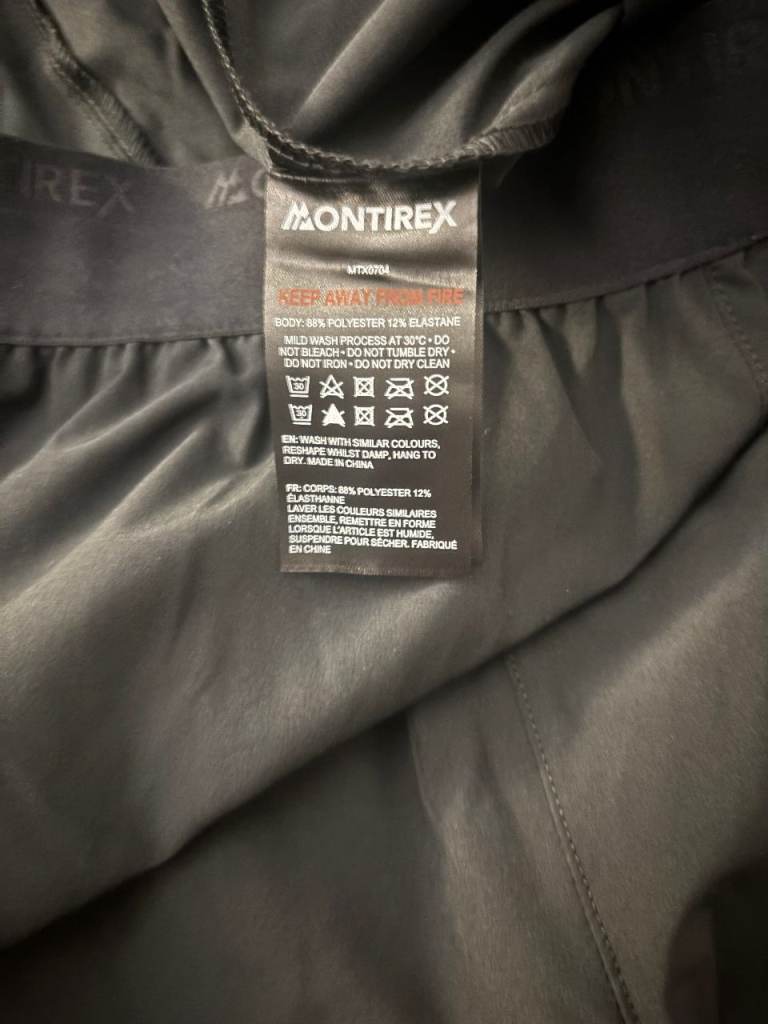 IREX
MONTIREX
MTX0704
KEEP AWAY FROM FIRE
BODY: 88% POLYESTER 12% ELASTANE
MILD WASH PROCESS AT 30°C • DO
NOT BLEACH • DO NOT TUMBLE DRY •
DO NOT IRON • DO NOT DRY CLEAN
30
30
EN: WASH WITH SIMILAR COLOURS,
RESHAPE WHILST DAMP, HANG TO
DRY. MADE IN CHINA
FR: CORPS: 88% POLYESTER 12%
ÉLASTHANNE
LAVER LES COULEURS SIMILAIRES
ENSEMBLE, REMETTRE EN FORME
LORSQUE L'ARTICLE EST HUMIDE,
SUSPENDRE POUR SÉCHER. FABRIQUÉ
EN CHINE